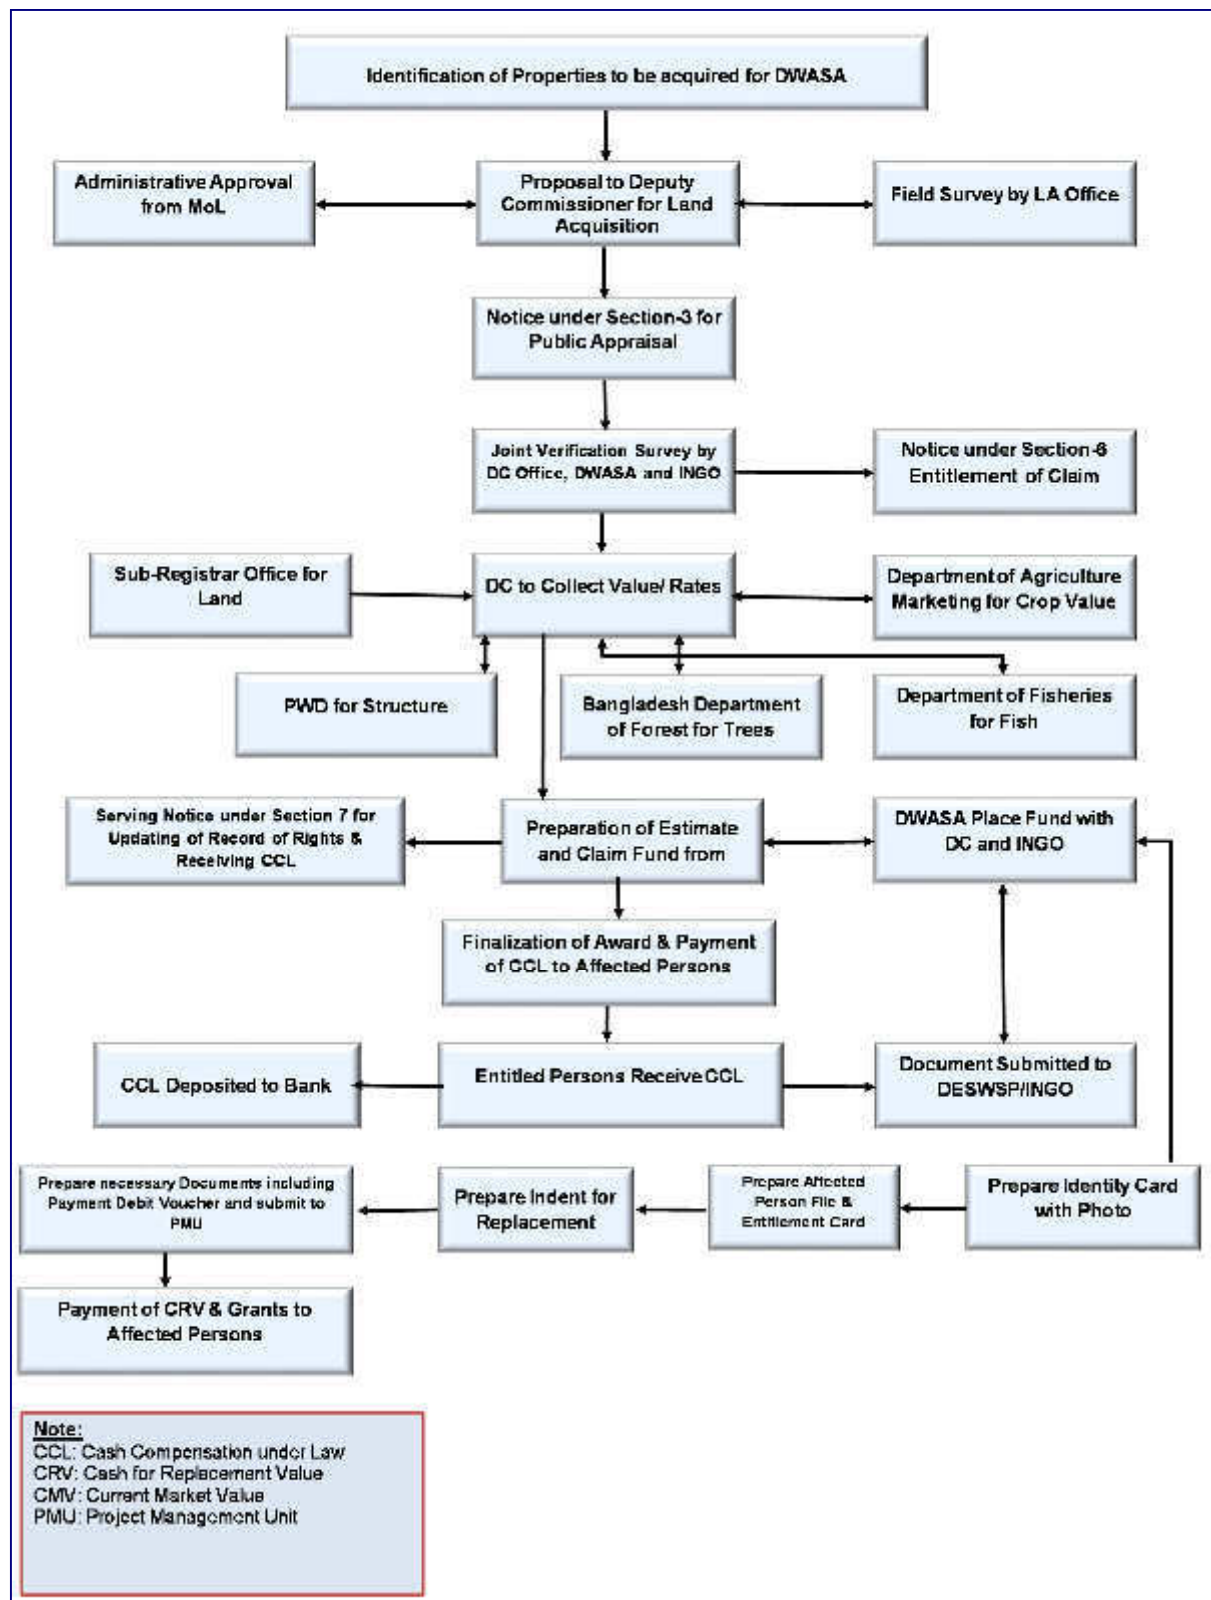 Identification of Properties to be acquired for DWASA
Administrative Approval
from MoL
Proposal to Deputy
Commissioner for Land
Acquisition
Field Survey by LA Office
Notice under Section-3 for
Public Appraisal
Joint Verification Survey by
DC Office, DWASA and INGO
Notice under Section-6
Entitlement of Claim
Sub-Registrar Office for
Land
DC to Collect Value/ Rates
Department of Agriculture
Marketing for Crop Value
PWD for Structure
Bangladesh Department
of Forest for Trees
Department of Fisheries
for Fish
Serving Notice under Section 7 for
Updating of Record of Rights &
Receiving CCL
Preparation of Estimate
and Claim Fund from
DWASA Place Fund with
DC and INGO
Finalization of Award & Payment
of CCL to Affected Persons
CCL Deposited to Bank
Entitled Persons Receive CCL
Document Submitted to
DESWSP/INGO
Prepare necessary Documents including
Payment Debit Voucher and submit to
PMU
Prepare Indent for
Replacement
Prepare Affected
Person File &
Entitlement Card
Prepare Identity Card
with Photo
Payment of CRV & Grants to
Affected Persons
Note:
CCL: Cash Compensation under Law
CRV: Cash for Replacement Value
CMV: Current Market Value
PMU: Project Management Unit